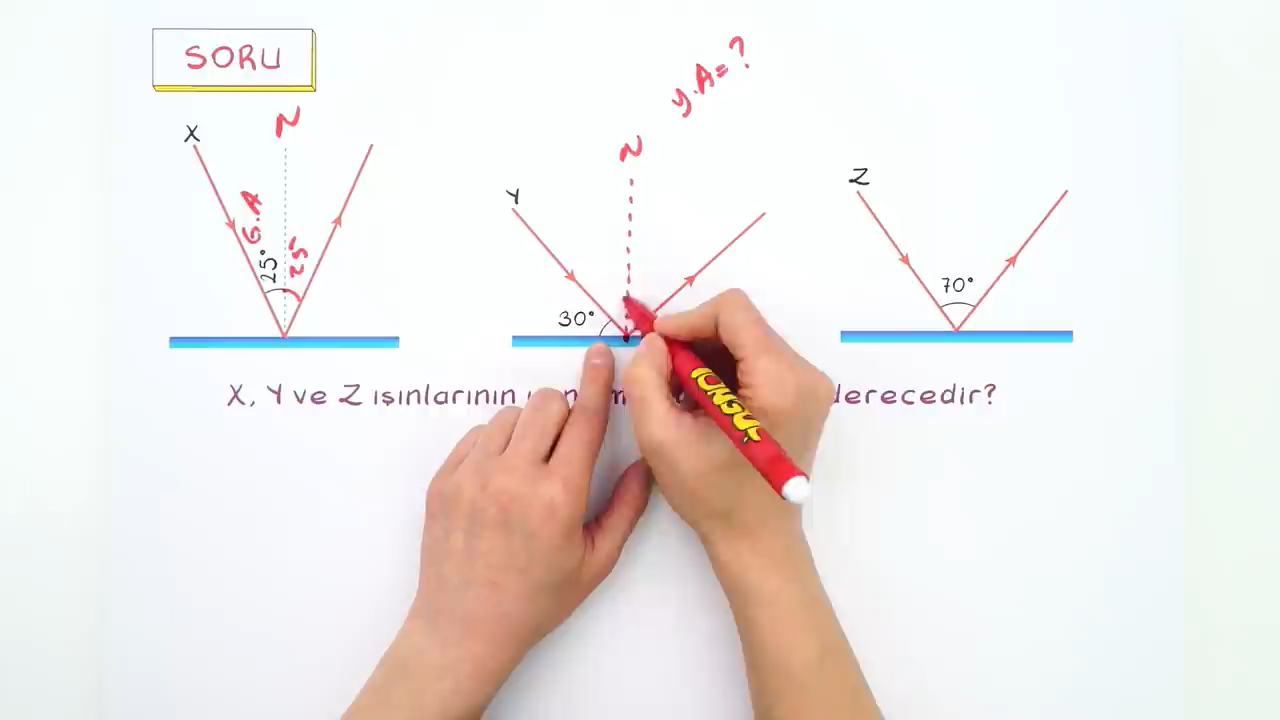 SORU
y.A=?
N
N
X
G.A
25°
25
Y
30°
Z
70°
X, Y ve Z ışınlarının derecedir?